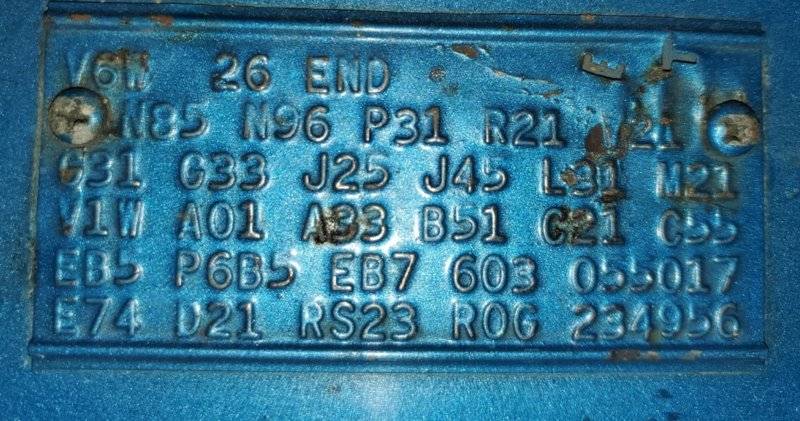 V6W 26 END
N85 N96 P31 R21 V21
G31 G33 J25 J45 L31 M21
V1W A01 A33 B51 C21 C55
EB5 P6B5 EB7 603 055017
E74 D21 RS23 R0G 234956